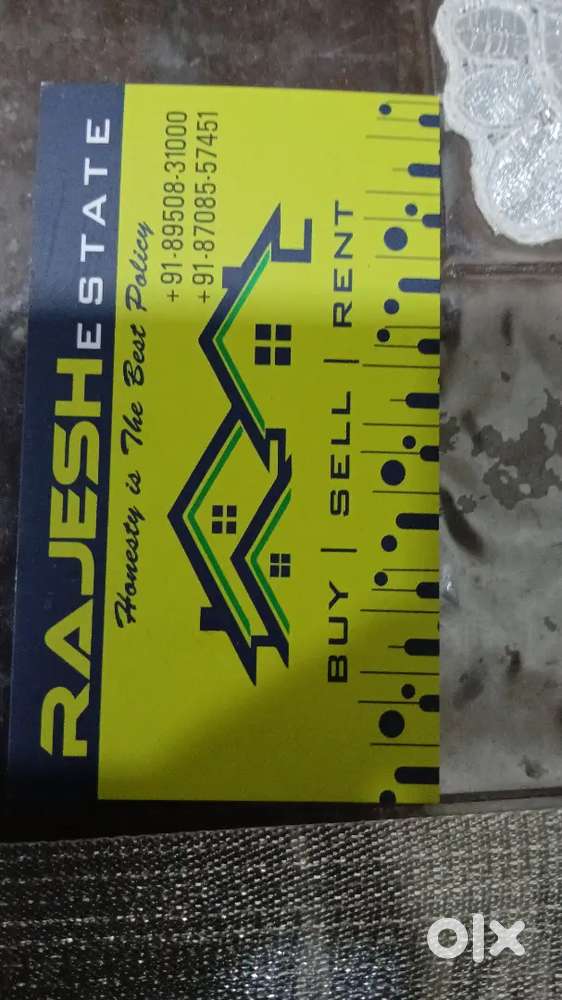 RAJESH ESTATE
Honesty is The Best Policy
+91-89508-31000
+91-87085-57451
BUY | SELL | RENT
olx